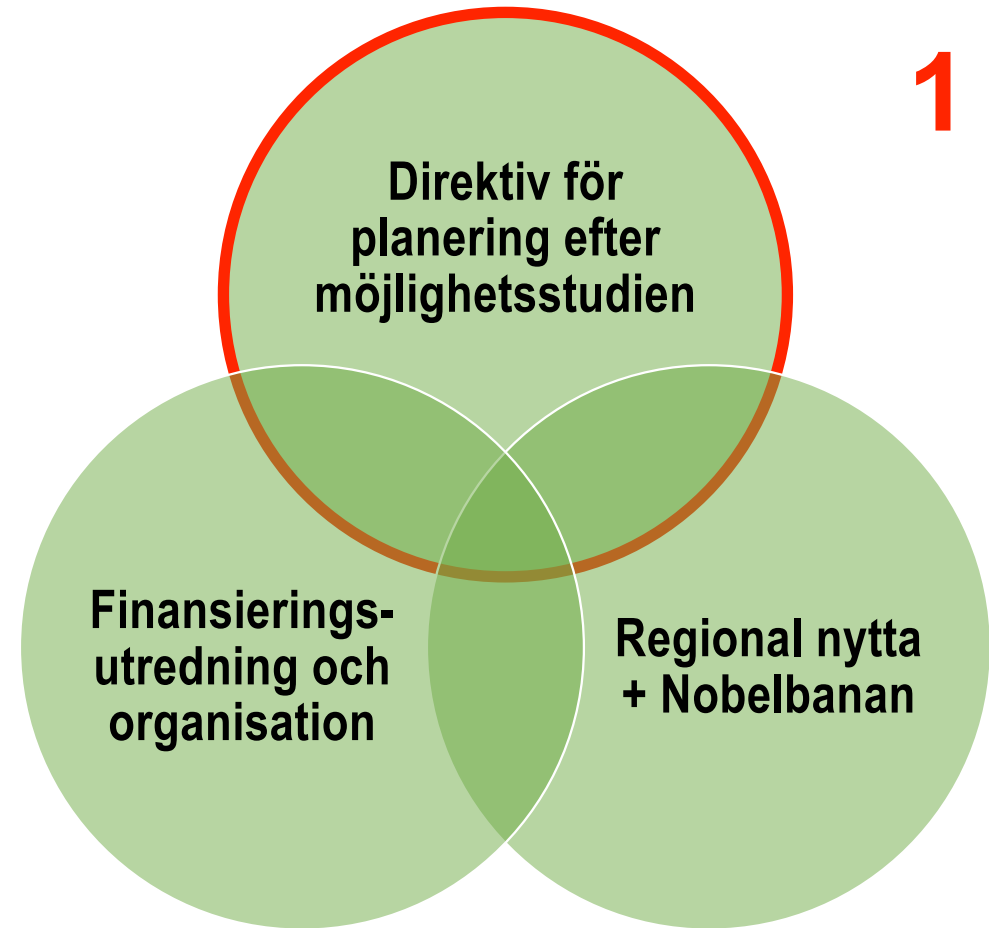 1
Direktiv för
planering efter
möjlighetsstudien
Finansierings-
utredning och
organisation
Regional nytta
+ Nobelbanan